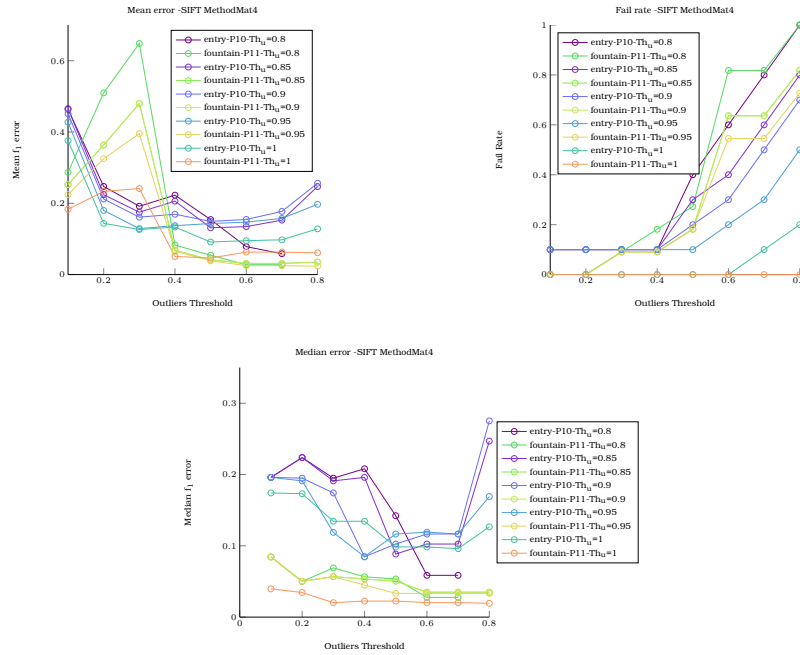 Mean error -SIFT MethodMat4
0.6
0.4
0.2
0
0.2
0.4
0.6
0.8
Mean f1 error
Outliers Threshold
entry-P10-Thu=0.8
fountain-P11-Thu=0.8
entry-P10-Thu=0.85
fountain-P11-Thu=0.85
entry-P10-Thu=0.9
fountain-P11-Thu=0.9
entry-P10-Thu=0.95
fountain-P11-Thu=0.95
entry-P10-Thu=1
fountain-P11-Thu=1
Fail rate -SIFT MethodMat4
1
0.8
0.6
0.4
0.2
0
0.2
0.4
0.6
0.8
Fail Rate
Outliers Threshold
entry-P10-Thu=0.8
fountain-P11-Thu=0.8
entry-P10-Thu=0.85
fountain-P11-Thu=0.85
entry-P10-Thu=0.9
fountain-P11-Thu=0.9
entry-P10-Thu=0.95
fountain-P11-Thu=0.95
entry-P10-Thu=1
fountain-P11-Thu=1
Median error -SIFT MethodMat4
0.3
0.2
0.1
0
0
0.2
0.4
0.6
0.8
Median f1 error
Outliers Threshold
entry-P10-Thu=0.8
fountain-P11-Thu=0.8
entry-P10-Thu=0.85
fountain-P11-Thu=0.85
entry-P10-Thu=0.9
fountain-P11-Thu=0.9
entry-P10-Thu=0.95
fountain-P11-Thu=0.95
entry-P10-Thu=1
fountain-P11-Thu=1